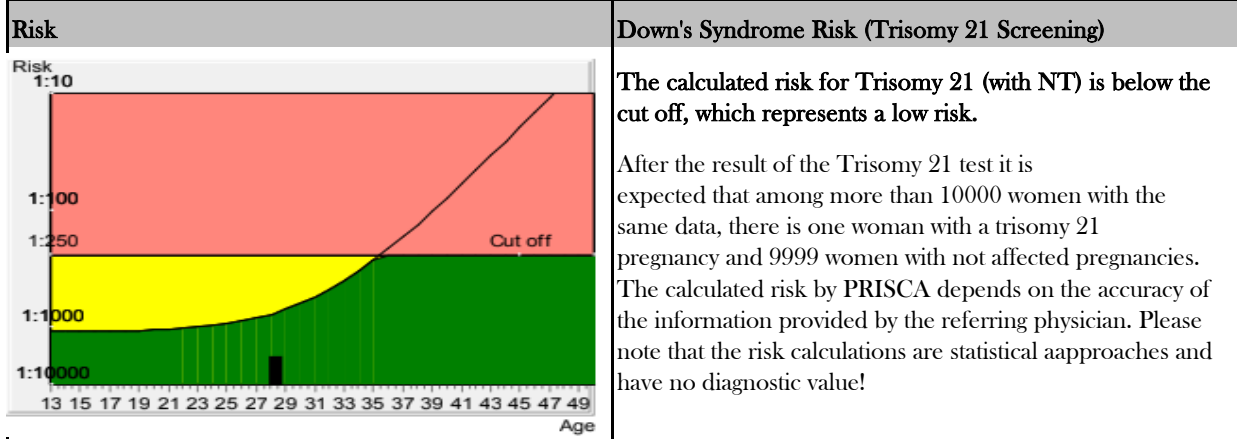 Risk
Risk
1:10
1:100
1:250
Cut off
1:1000
1:10000
13 15 17 19 21 23 25 27 29 31 33 35 37 39 41 43 45 47 49
Age
Down's Syndrome Risk (Trisomy 21 Screening)
The calculated risk for Trisomy 21 (with NT) is below the
cut off, which represents a low risk.
After the result of the Trisomy 21 test it is
expected that among more than 10000 women with the
same data, there is one woman with a trisomy 21
pregnancy and 9999 women with not affected pregnancies.
The calculated risk by PRISCA depends on the accuracy of
the information provided by the referring physician. Please
note that the risk calculations are statistical aapproaches and
have no diagnostic value!